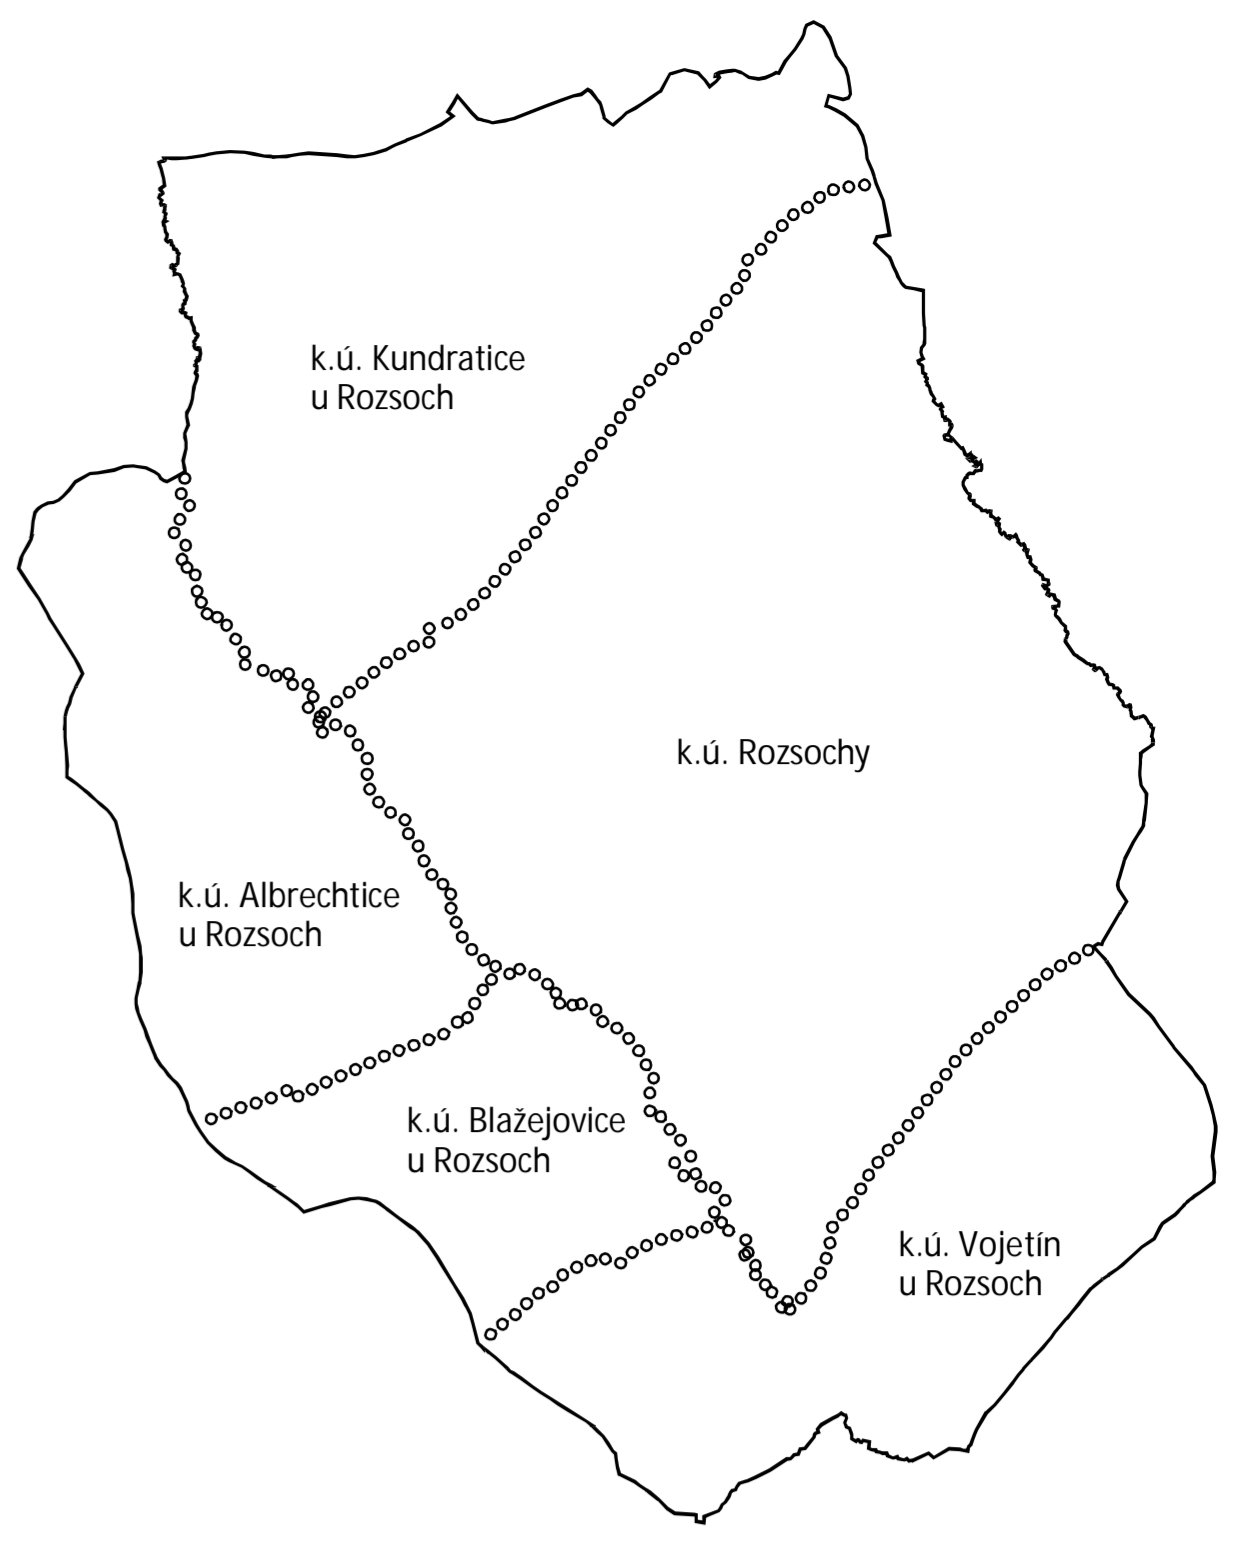 k.ú. Kundratice
u Rozsoch
k.ú. Rozsochy
k.ú. Albrechtice
u Rozsoch
k.ú. Blažejovice
u Rozsoch
k.ú. Vojetín
u Rozsoch